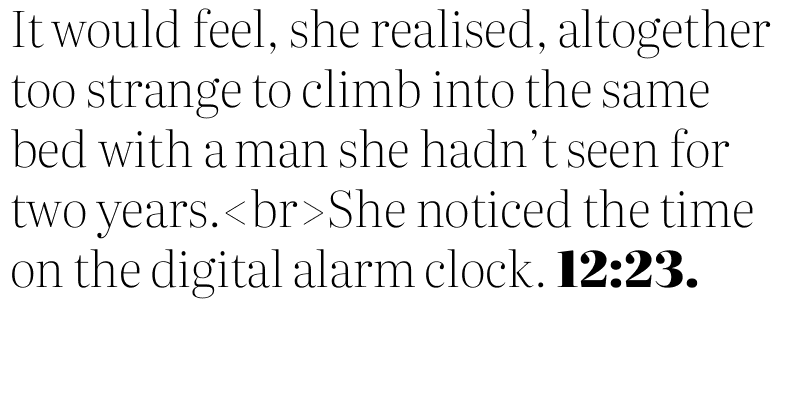 It would feel, she realised, altogether
too strange to climb into the same
bed with a man she hadn’t seen for
two years.<br>She noticed the time
on the digital alarm clock. 12:23.